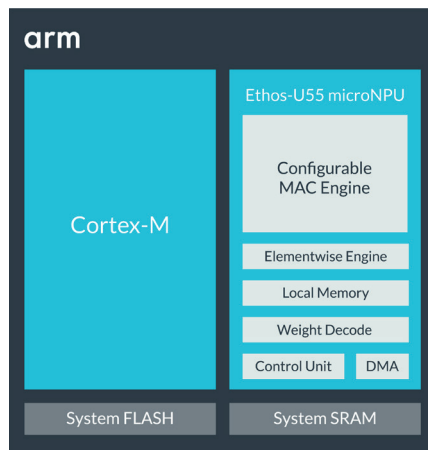 arm
Cortex-M
Ethos-U55 microNPU
Configurable
MAC Engine
Elementwise Engine
Local Memory
Weight Decode
Control Unit
DMA
System FLASH
System SRAM